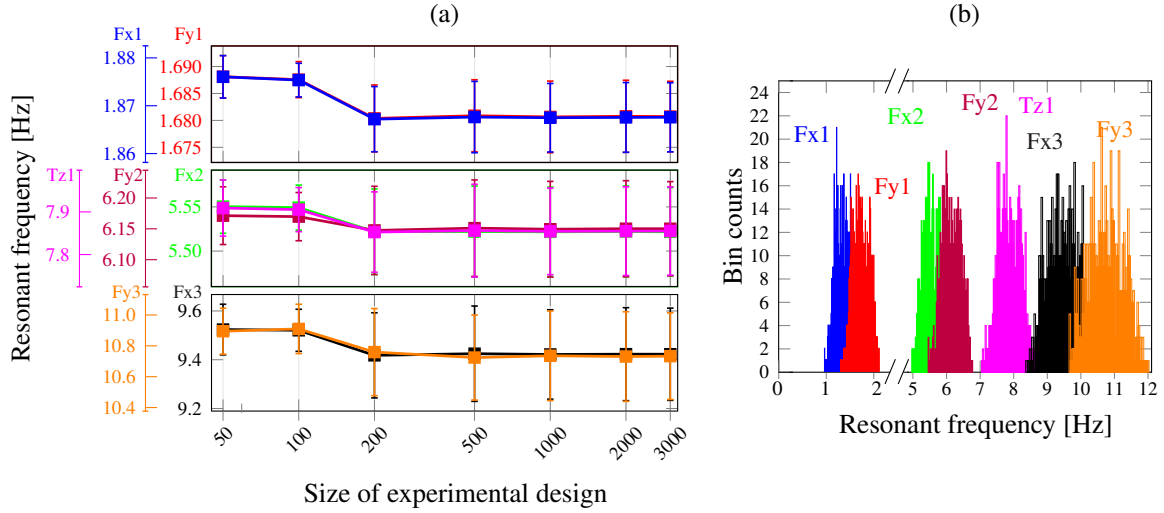 (a)
(b)
Fx1
Fy1
1.88
1.87
1.86
1.690
1.685
1.680
1.675
Tz1
Fy2
Fx2
7.9
7.8
6.20
6.15
6.10
5.55
5.50
Fy3
Fx3
11.0
10.8
10.6
10.4
9.6
9.4
9.2
50
100
200
500
1000
2000
3000
Resonant frequency [Hz]
Size of experimental design
24
22
20
18
16
14
12
10
8
6
4
2
0
Bin counts
Fx1
Fy1
Fx2
Fy2
Tz1
Fx3
Fy3
0 1 2 5 6 7 8 9 10 11 12
Resonant frequency [Hz]